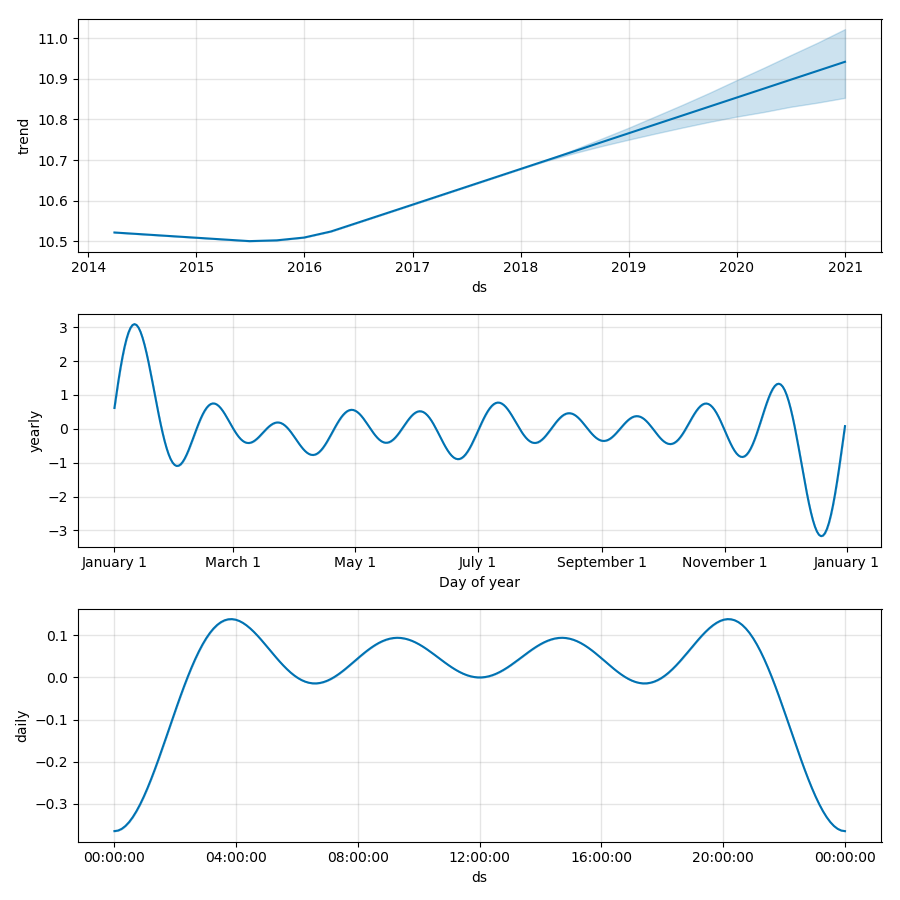 11.0
10.9
10.8
10.7
10.6
10.5
trend
2014 2015 2016 2017 2018 2019 2020 2021
ds
3
2
1
0
−1
−2
−3
yearly
January 1 March 1 May 1 July 1 September 1 November 1 January 1
Day of year
0.1
0.0
−0.1
−0.2
−0.3
daily
00:00:00 04:00:00 08:00:00 12:00:00 16:00:00 20:00:00 00:00:00
ds